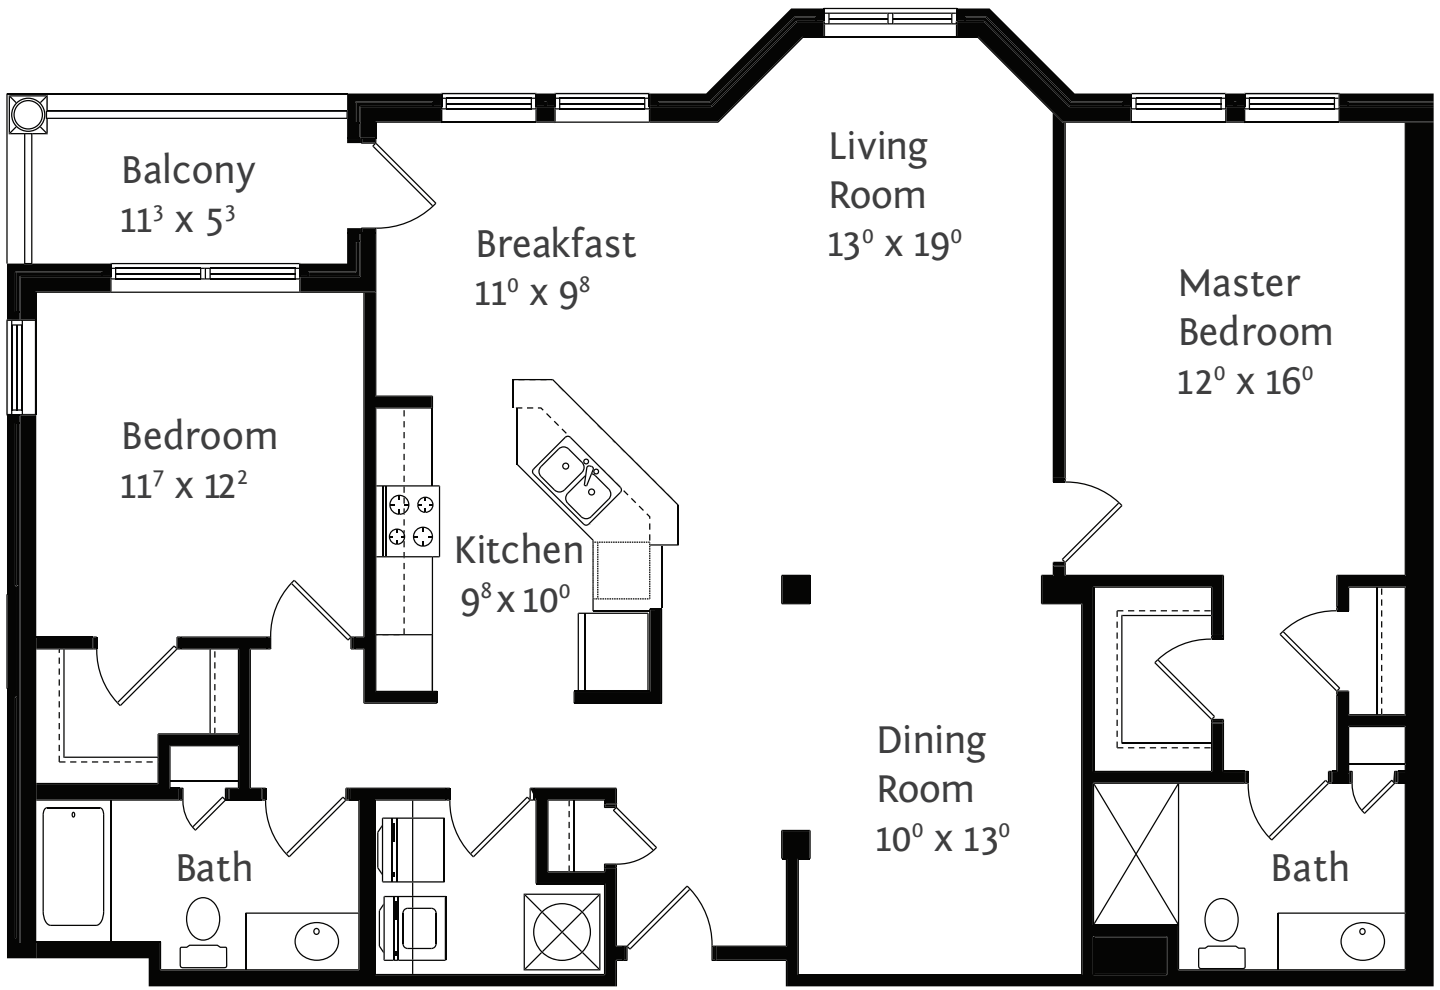 Balcony
11³ x 5³
Breakfast
11⁰ x 9⁸
Living
Room
13⁰ x 19⁰
Master
Bedroom
12⁰ x 16⁰
Bedroom
11⁷ x 12²
Kitchen
9⁸ x 10⁰
Dining
Room
10⁰ x 13⁰
Bath
Bath